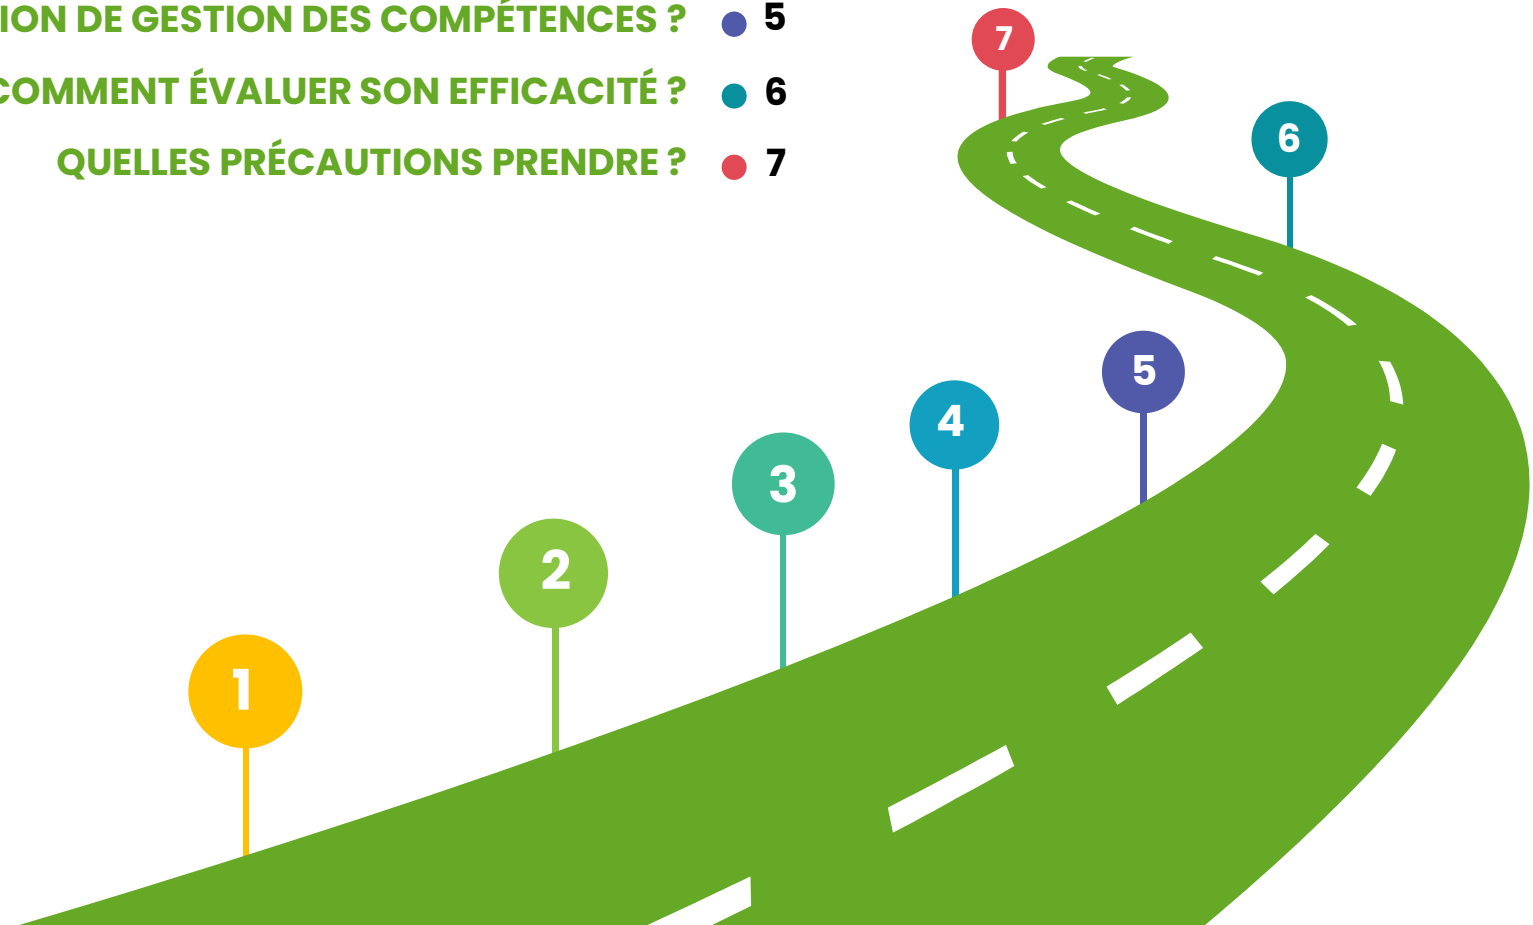 DE GESTION DES COMPÉTENCES ? 5
COMMENT ÉVALUER SON EFFICACITÉ ? 6
QUELLES PRÉCAUTIONS PRENDRE ? 7
7
6
5
4
3
2
1